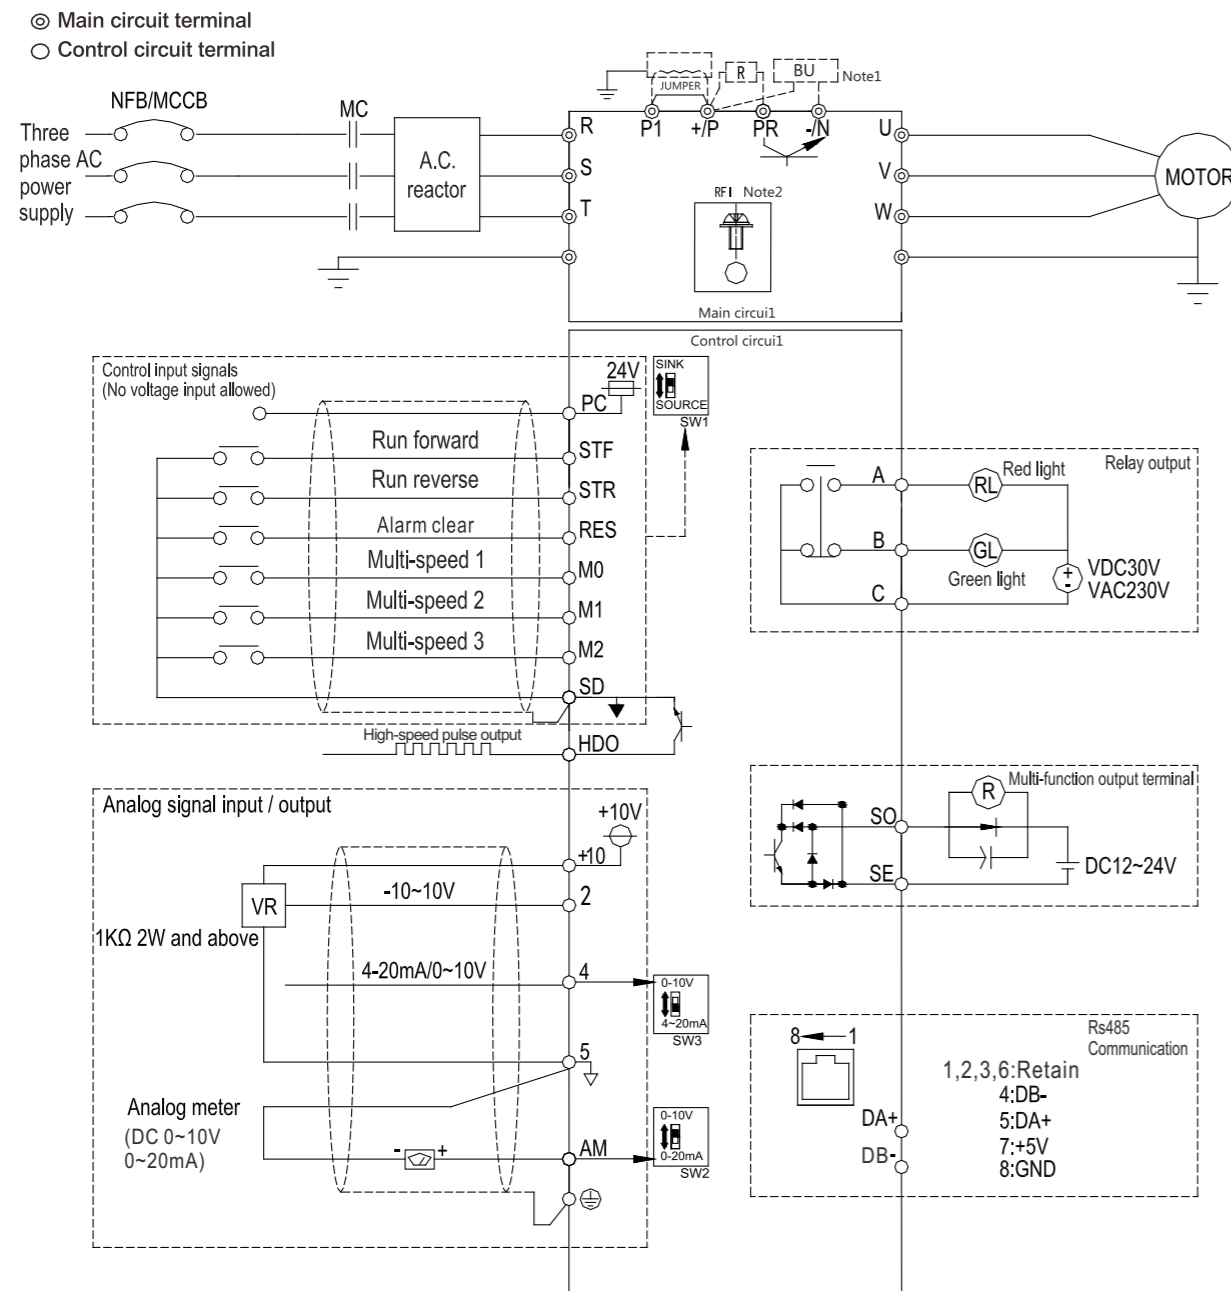 Main circuit terminal
Control circuit terminal
NFB/MCCB
MC
Three
phase AC
power
supply
A.C.
reactor
R
S
T
JUMPER
R
BU
Note1
P1
+/P
PR
-/N
U
V
W
MOTOR
RFI Note2
Main circui1
Control circui1
Control input signals
(No voltage input allowed)
24V
PC
SINK
SOURCE
SW1
Run forward
STF
Run reverse
STR
Alarm clear
RES
Multi-speed 1
M0
Multi-speed 2
M1
Multi-speed 3
M2
SD
High-speed pulse output
HDO
Relay output
A
RL
Red light
B
GL
Green light
C
+
-
VDC30V
VAC230V
Multi-function output terminal
R
SO
SE
DC12~24V
Analog signal input / output
+10V
+10
-10~10V
2
VR
1KΩ 2W and above
4-20mA/0~10V
4
0-10V
4~20mA
SW3
5
Analog meter
(DC 0~10V
0~20mA)
- +
AM
0-10V
0-20mA
SW2
Rs485
Communication
8 1
1,2,3,6:Retain
4:DB-
5:DA+
7:+5V
8:GND
DA+
DB-